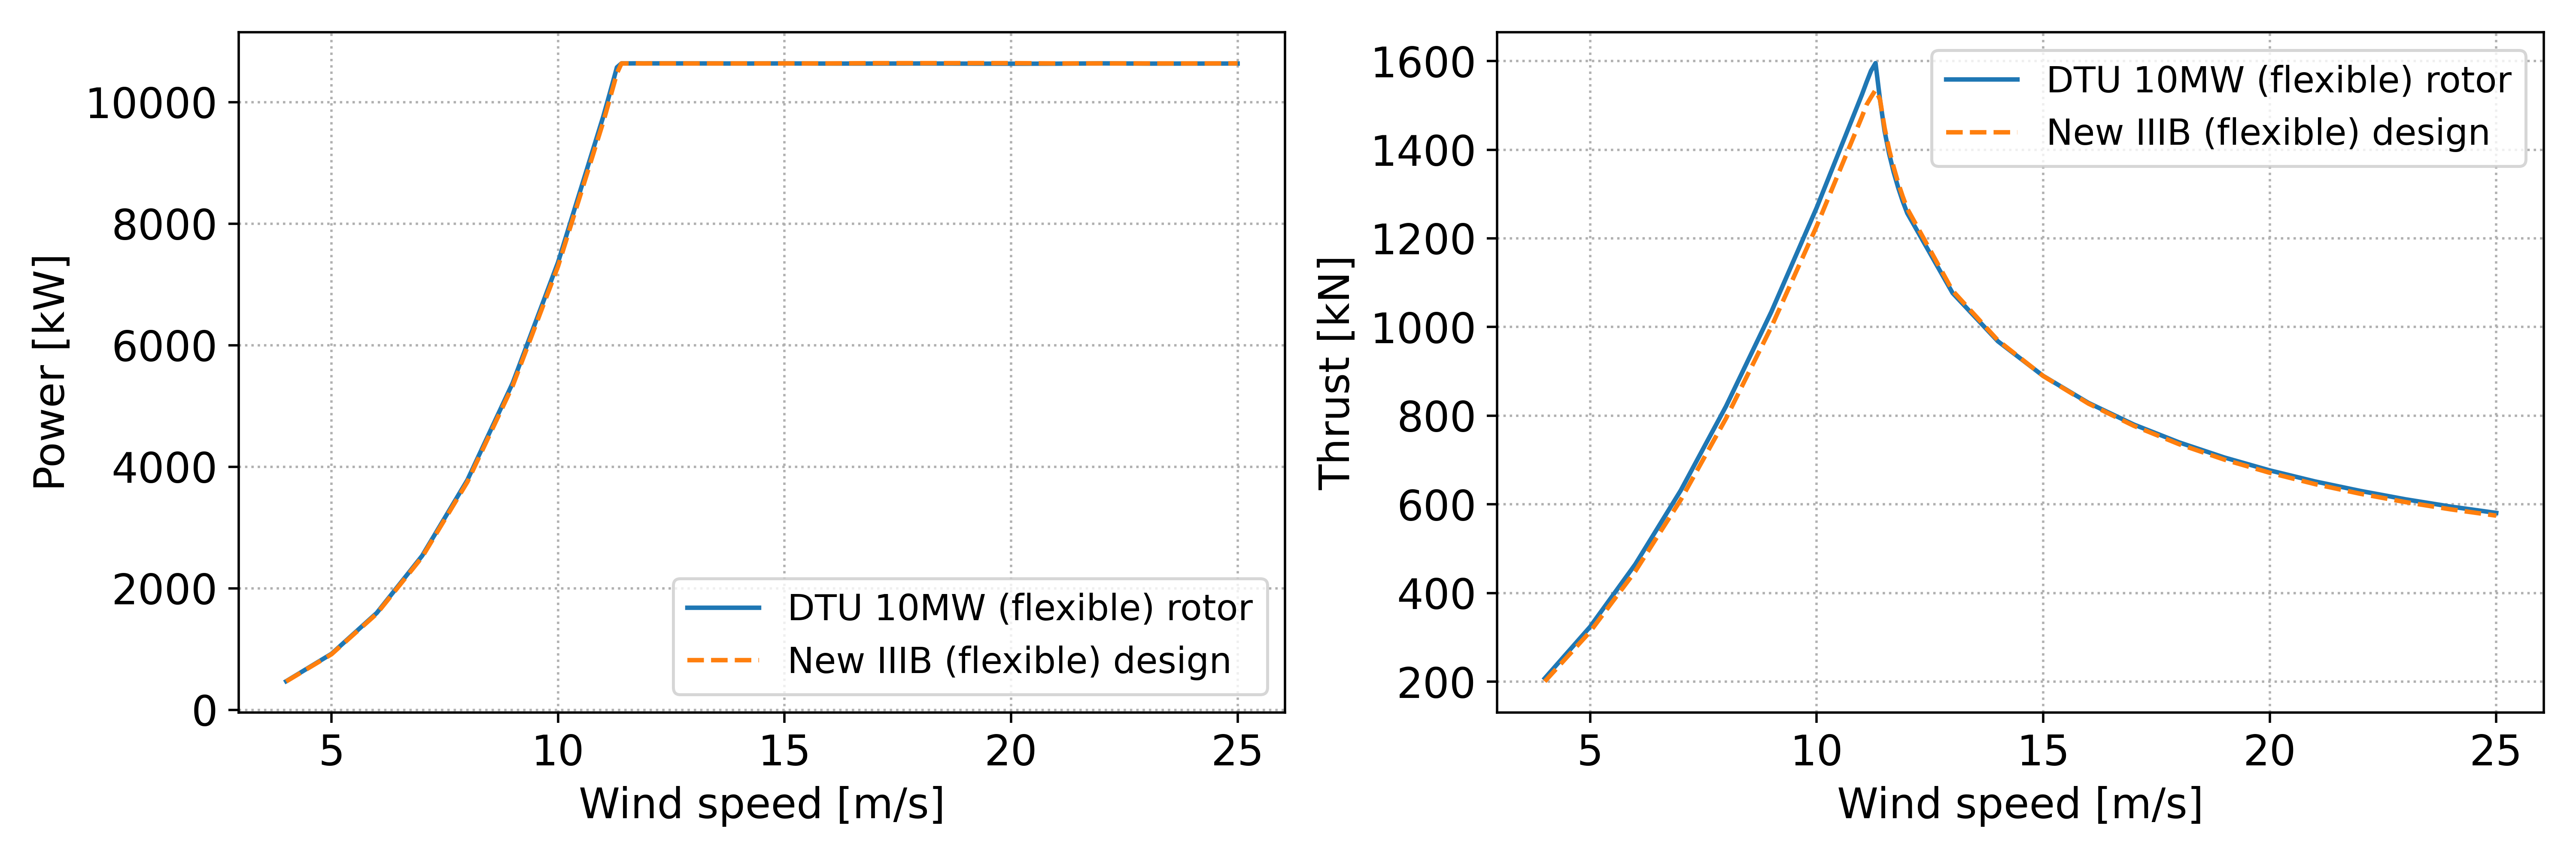 Power [kW]
10000
8000
6000
4000
2000
0
5 10 15 20 25
Wind speed [m/s]
DTU 10MW (flexible) rotor
New IIIB (flexible) design
Thrust [kN]
1600
1400
1200
1000
800
600
400
200
5 10 15 20 25
Wind speed [m/s]
DTU 10MW (flexible) rotor
New IIIB (flexible) design